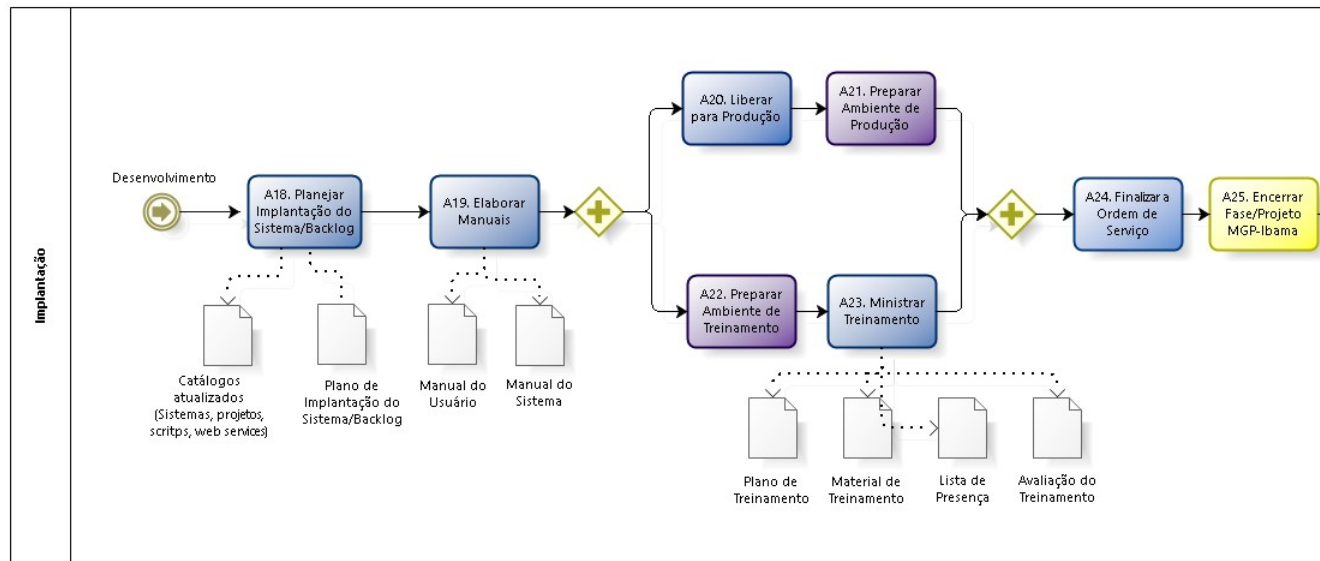 Implantação
Desenvolvimento
A18. Planejar
Implantação do
Sistema/Backlog
A19. Elaborar
Manuais
A20. Liberar
para Produção
A21. Preparar
Ambiente de
Produção
A22. Preparar
Ambiente de
Treinamento
A23. Ministrar
Treinamento
A24. Finalizar a
Ordem de
Serviço
A25. Encerrar
Fase/Projeto
MGP-Ibama
Catálogos
atualizados
(Sistemas, projetos,
scritps, web services)
Plano de
Implantação do
Sistema/Backlog
Manual do
Usuário
Manual do
Sistema
Plano de
Treinamento
Material de
Treinamento
Lista de
Presença
Avaliação do
Treinamento